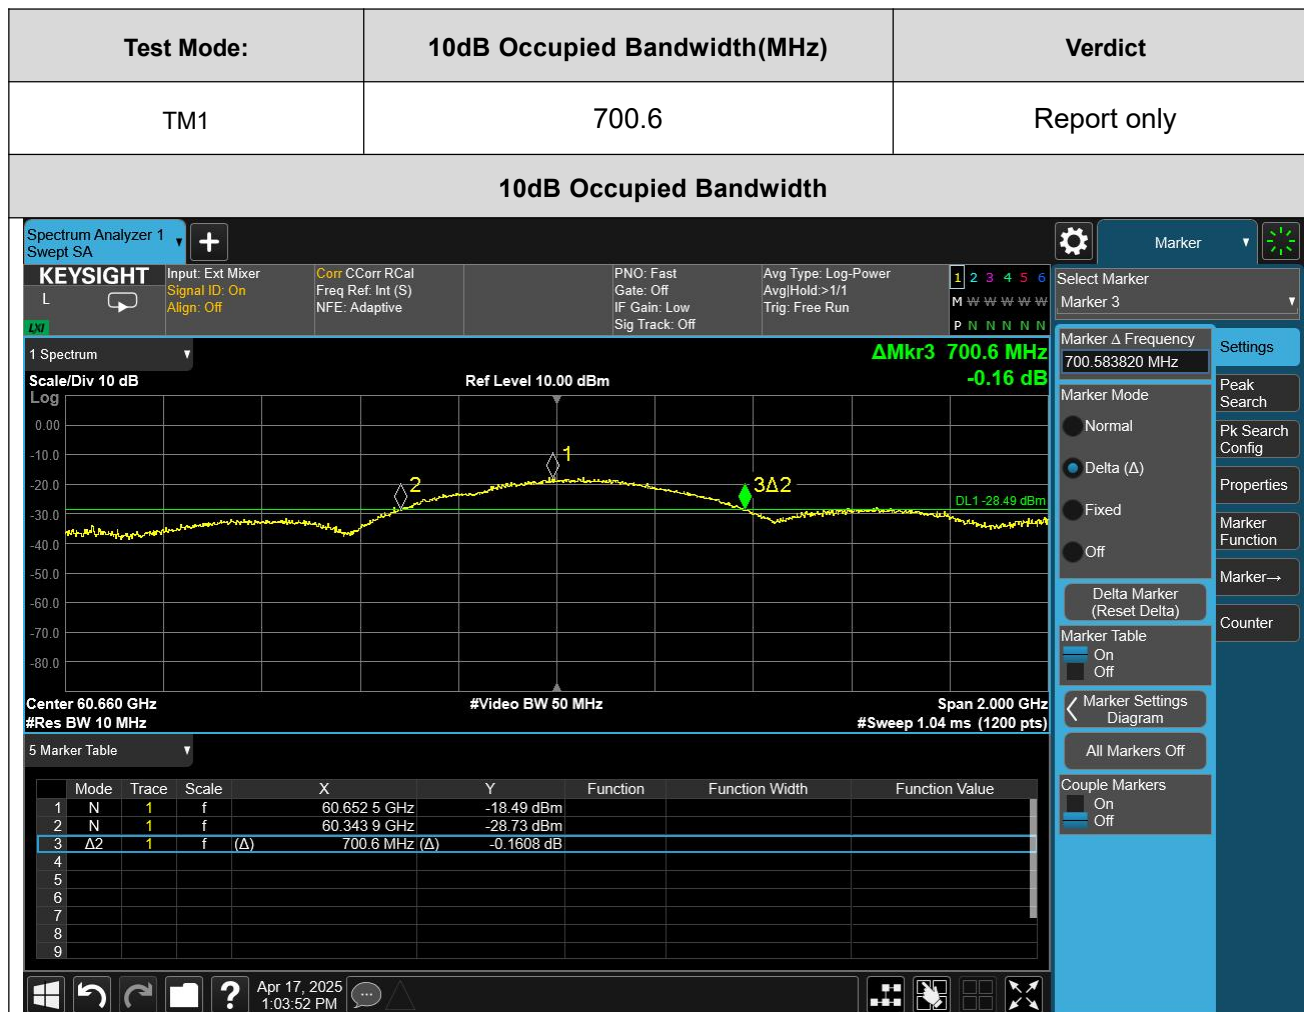 Test Mode: 10dB Occupied Bandwidth(MHz) Verdict
TM1 700.6 Report only
10dB Occupied Bandwidth
Spectrum Analyzer 1
Swept SA
+
Marker
KEYSIGHT
L
LXI
Input: Ext Mixer
Signal ID: On
Align: Off
Corr CCorr RCal
Freq Ref: Int (S)
NFE: Adaptive
PNO: Fast
Gate: Off
IF Gain: Low
Sig Track: Off
Avg Type: Log-Power
Avg|Hold:>1/1
Trig: Free Run
1 2 3 4 5 6
M W W W W W
P N N N N N
Select Marker
Marker 3
1 Spectrum
ΔMkr3 700.6 MHz
-0.16 dB
Scale/Div 10 dB
Ref Level 10.00 dBm
Log
0.00
-10.0
-20.0
-30.0
-40.0
-50.0
-60.0
-70.0
-80.0
1
2
3Δ2
DL1 -28.49 dBm
Center 60.660 GHz
#Video BW 50 MHz
Span 2.000 GHz
#Res BW 10 MHz
#Sweep 1.04 ms (1200 pts)
5 Marker Table
Mode Trace Scale X Y Function Function Width Function Value
1 N 1 f 60.652 5 GHz -18.49 dBm
2 N 1 f 60.343 9 GHz -28.73 dBm
3 Δ2 1 f (Δ) 700.6 MHz (Δ) -0.1608 dB
4
5
6
7
8
9
Marker Δ Frequency
700.583820 MHz
Marker Mode
Normal
Delta (Δ)
Fixed
Off
Delta Marker
(Reset Delta)
Marker Table
On
Off
Marker Settings
Diagram
All Markers Off
Couple Markers
On
Off
Settings
Peak
Search
Pk Search
Config
Properties
Marker
Function
Marker→
Counter
?
Apr 17, 2025
1:03:52 PM